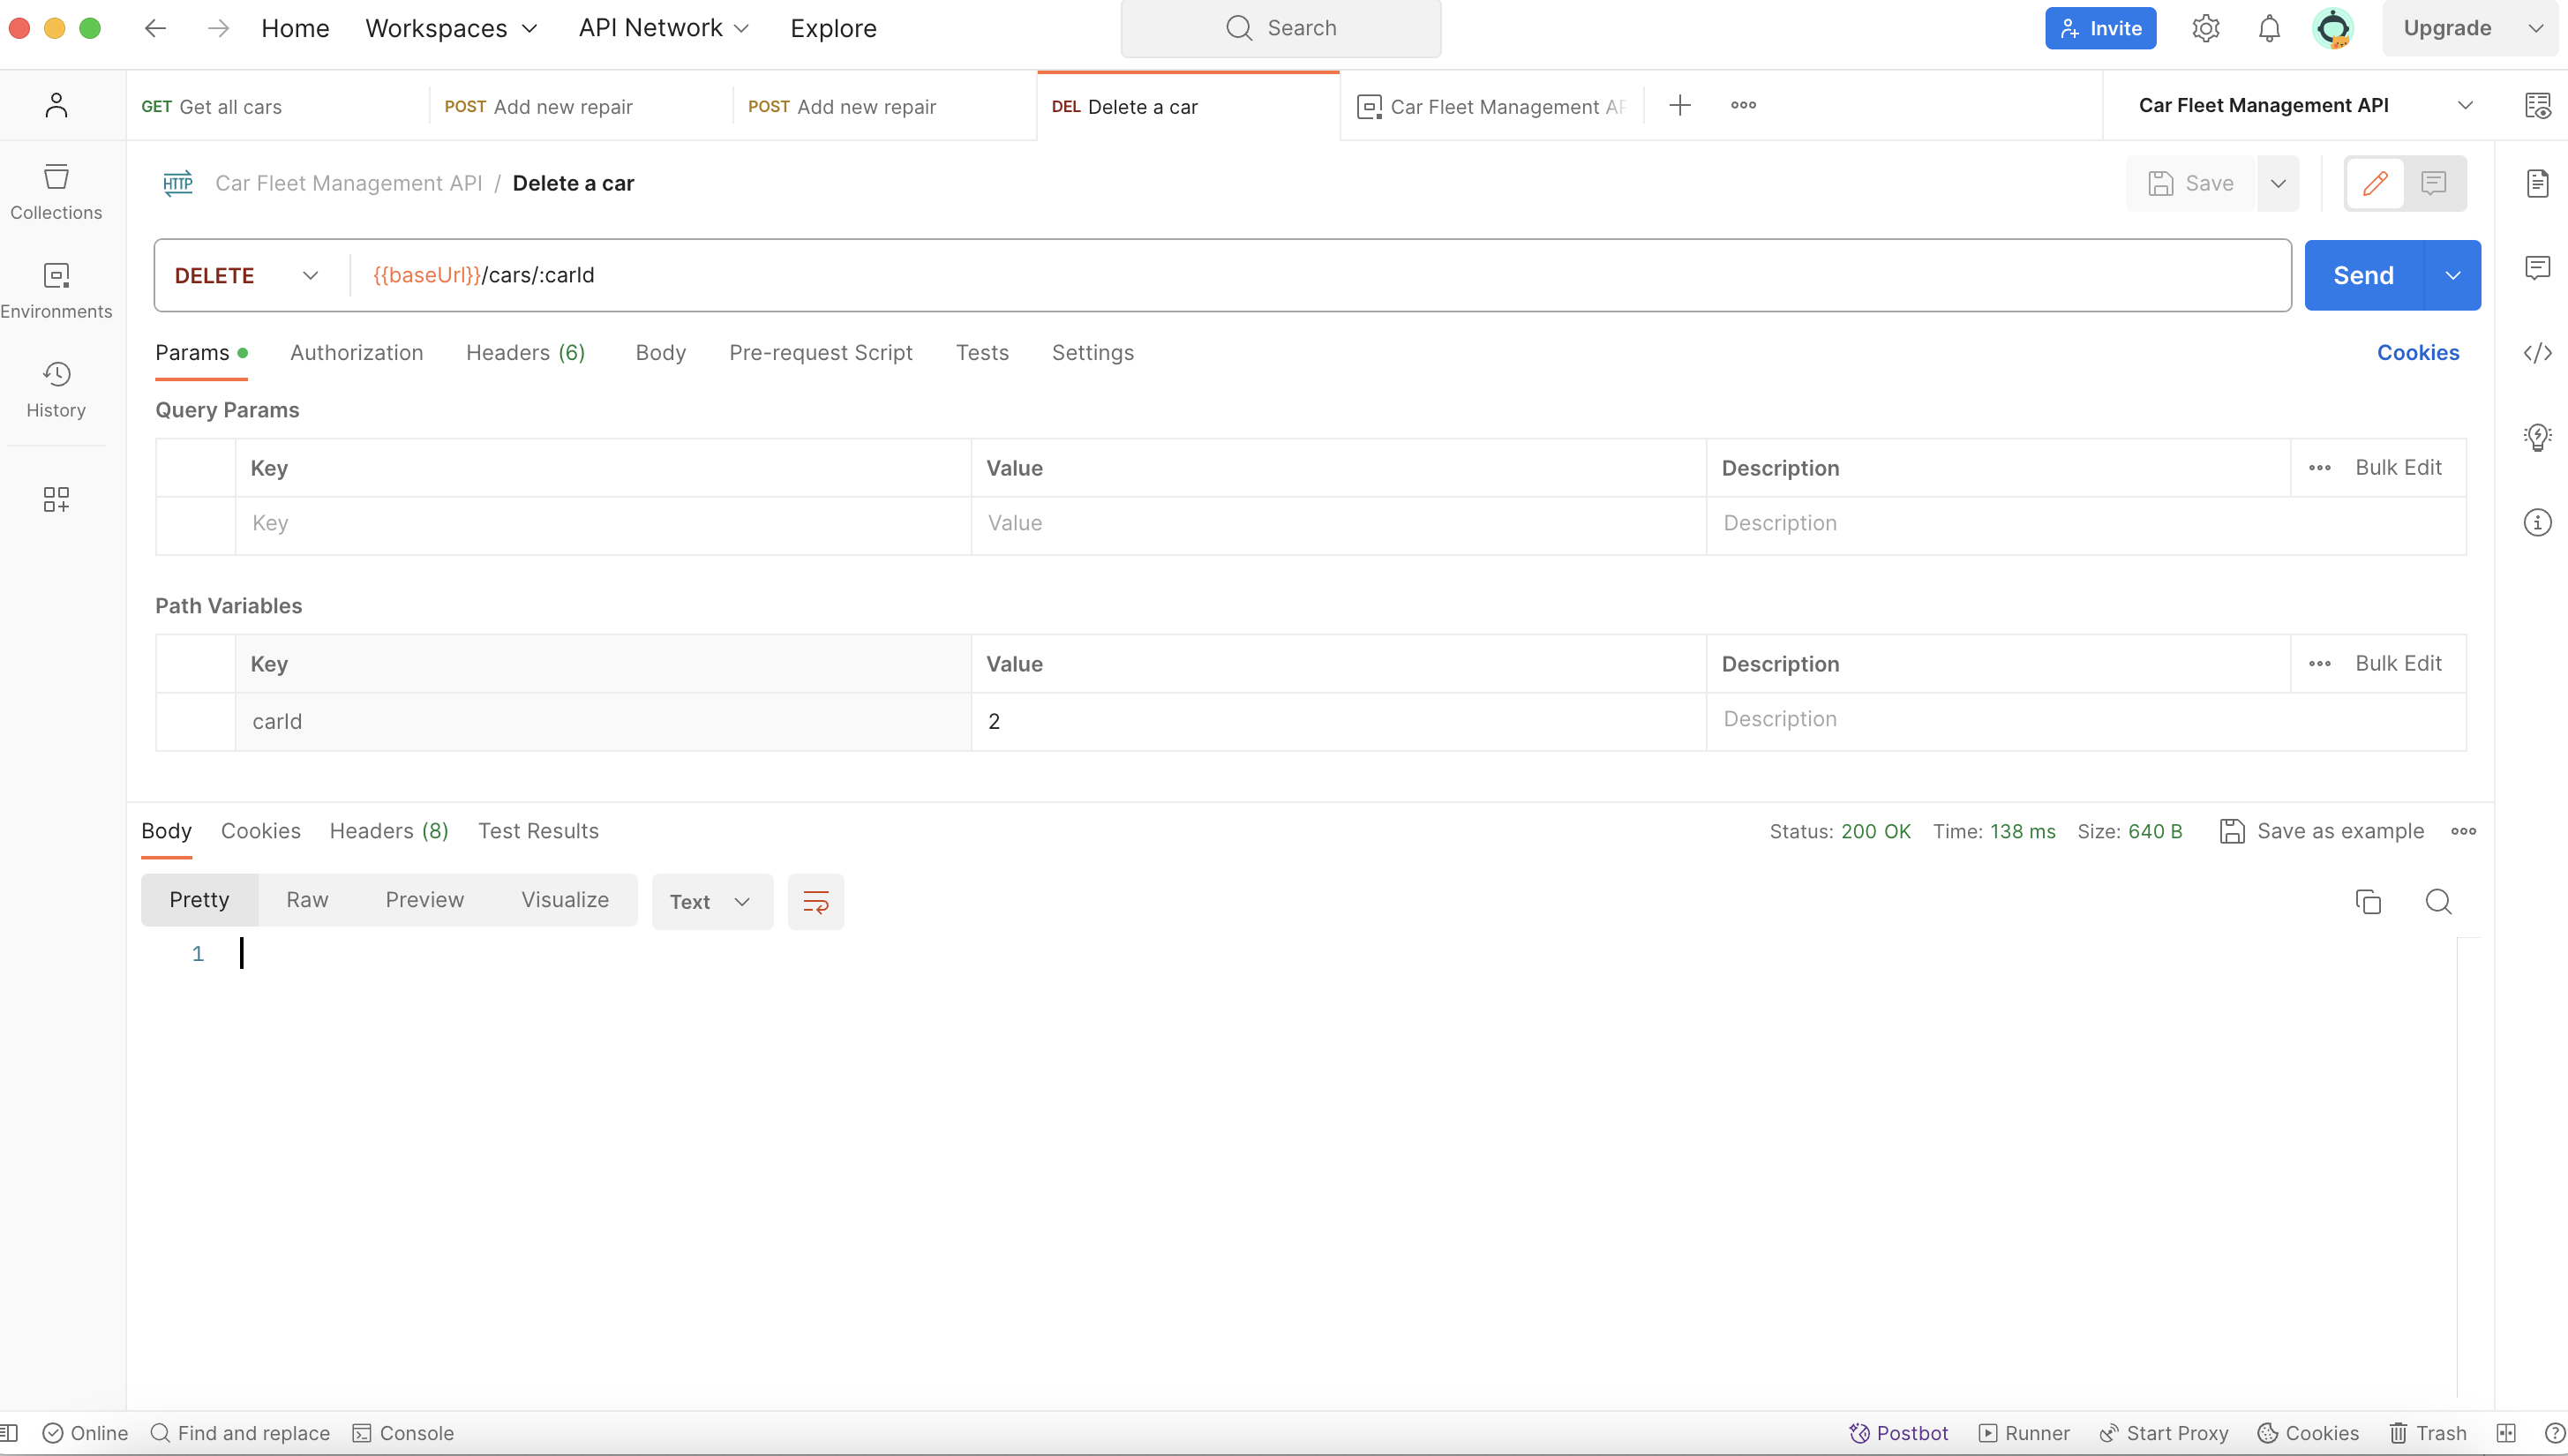 Home Workspaces API Network Explore Search Invite Upgrade
GET Get all cars POST Add new repair POST Add new repair DEL Delete a car Car Fleet Management AP Car Fleet Management API
HTTP Car Fleet Management API / Delete a car Save
Collections
DELETE {{baseUrl}}/cars/:carId Send
Environments
Params Authorization Headers (6) Body Pre-request Script Tests Settings Cookies
History
Query Params
Key Value Description Bulk Edit
Key Value Description
Path Variables
Key Value Description Bulk Edit
carId 2 Description
Body Cookies Headers (8) Test Results Status: 200 OK Time: 138 ms Size: 640 B Save as example
Pretty Raw Preview Visualize Text
1
Online Find and replace Console Postbot Runner Start Proxy Cookies Trash